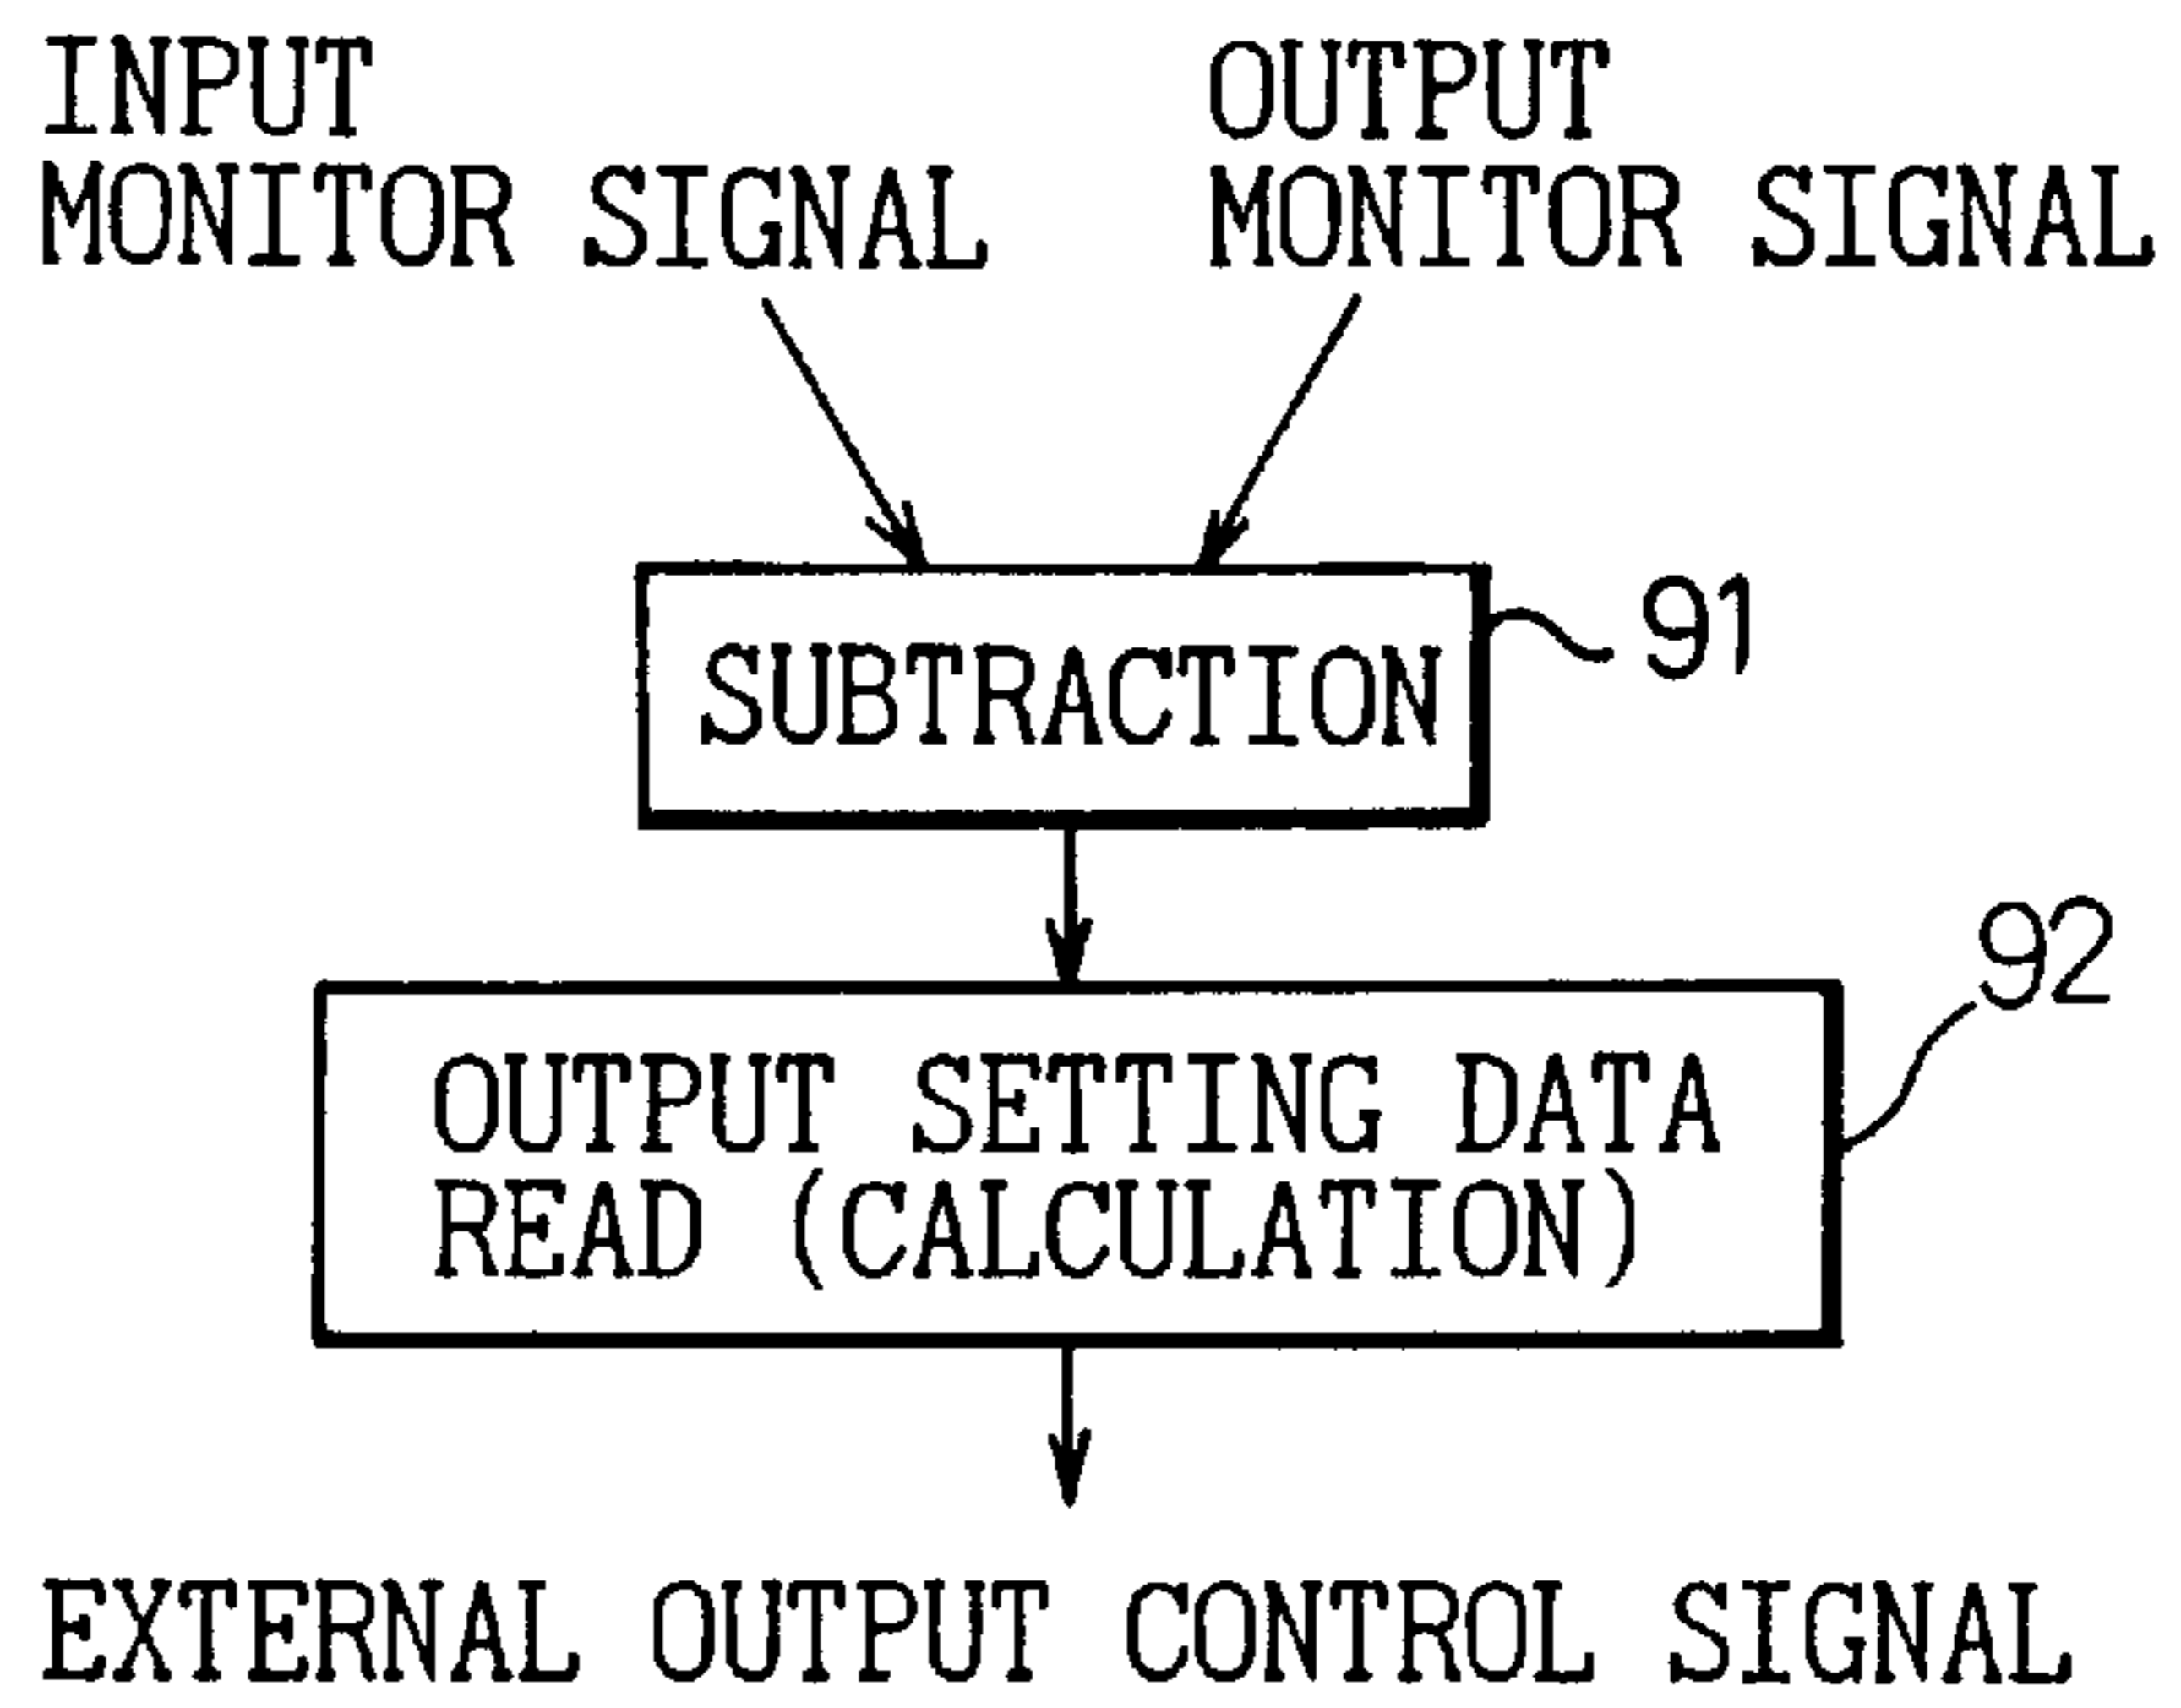 INPUT
MONITOR SIGNAL
OUTPUT
MONITOR SIGNAL
SUBTRACTION
91
92
OUTPUT SETTING DATA
READ (CALCULATION)
EXTERNAL OUTPUT CONTROL SIGNAL